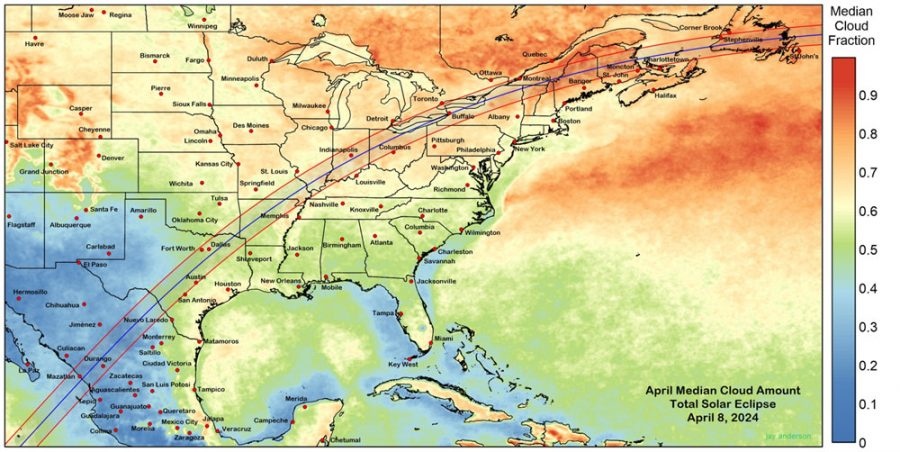 Median
Cloud
Fraction
0.9
0.8
0.7
0.6
0.5
0.4
0.3
0.2
0.1
0
Moose Jaw
Regina
Winnipeg
Havre
Bismarck
Fargo
Duluth
Minneapolis
Pierre
Sioux Falls
Casper
Cheyenne
Salt Lake City
Grand Junction
Denver
Omaha
Lincoln
Des Moines
Milwaukee
Chicago
Detroit
Toronto
Ottawa
Quebec
Montreal
Buffalo
Albany
Bangor
Portland
Boston
Moncton
St. John
Charlottetown
Halifax
Corner Brook
Stephenville
St John's
Indianapolis
Columbus
Pittsburgh
Philadelphia
New York
Washington
Richmond
Kansas City
St. Louis
Springfield
Louisville
Wichita
Tulsa
Oklahoma City
Memphis
Nashville
Knoxville
Charlotte
Columbia
Wilmington
Charleston
Savannah
Atlanta
Birmingham
Jackson
Flagstaff
Albuquerque
Santa Fe
Amarillo
Carlsbad
El Paso
Fort Worth
Dallas
Shreveport
Austin
Houston
San Antonio
New Orleans
Mobile
Jacksonville
Tampa
Miami
Key West
Hermosillo
Chihuahua
Jiménez
Nuevo Laredo
Matamoros
Monterrey
Saltillo
Culiacan
La Paz
Durango
Mazatlan
Zacatecas
Ciudad Victoria
San Luis Potosi
Tampico
Aguascalientes
Tepic
Guanajuato
Guadalajara
Queretaro
Mexico City
Jalapa
Colima
Morelia
Zaragoza
Veracruz
Merida
Campeche
Chetumal
April Median Cloud Amount
Total Solar Eclipse
April 8, 2024
jay anderson